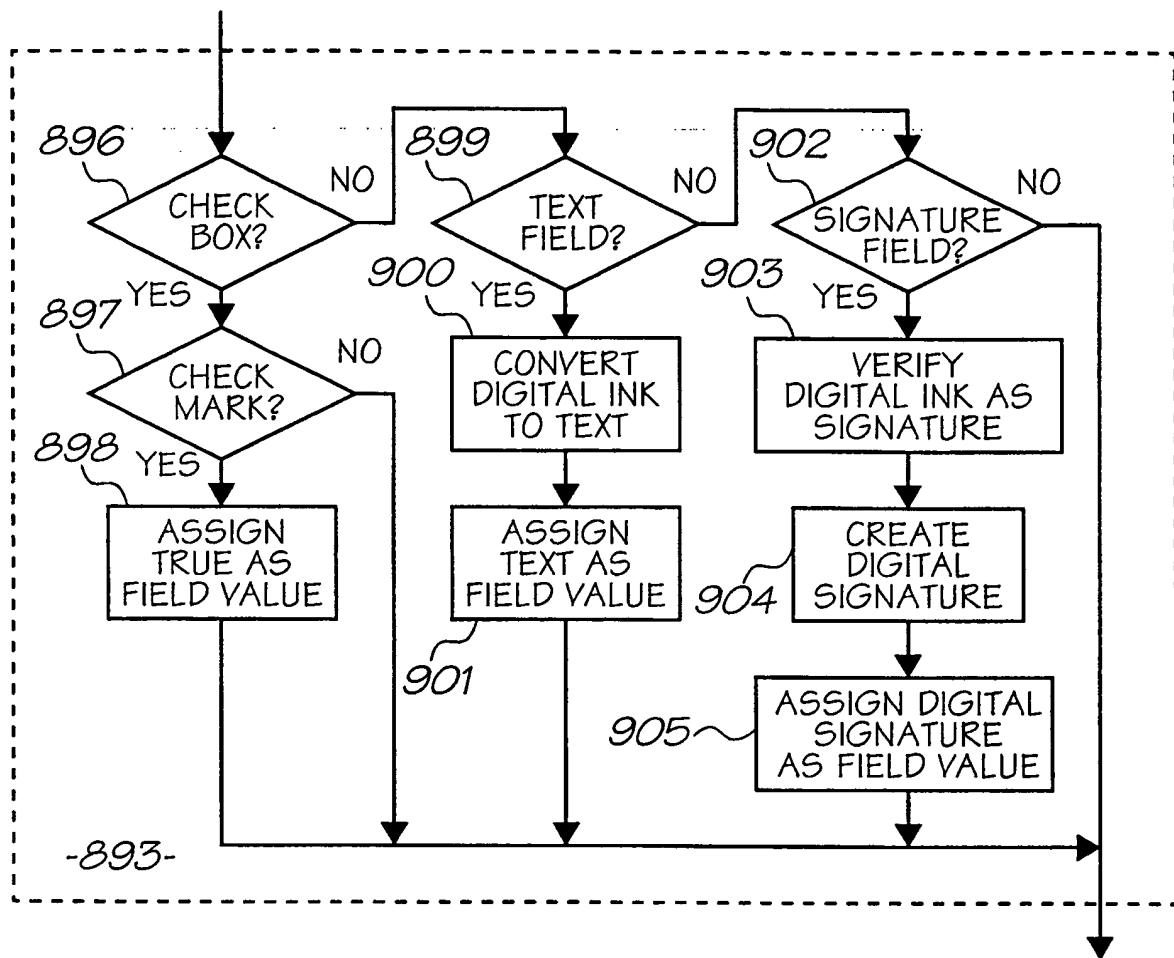 896
CHECK
BOX?
NO
YES
897
CHECK
MARK?
NO
YES
898
ASSIGN
TRUE AS
FIELD VALUE
899
TEXT
FIELD?
NO
YES
900
CONVERT
DIGITAL INK
TO TEXT
ASSIGN
TEXT AS
FIELD VALUE
901
902
SIGNATURE
FIELD?
NO
YES
903
VERIFY
DIGITAL INK AS
SIGNATURE
CREATE
DIGITAL
SIGNATURE
904
ASSIGN DIGITAL
SIGNATURE
AS FIELD VALUE
905
-893-